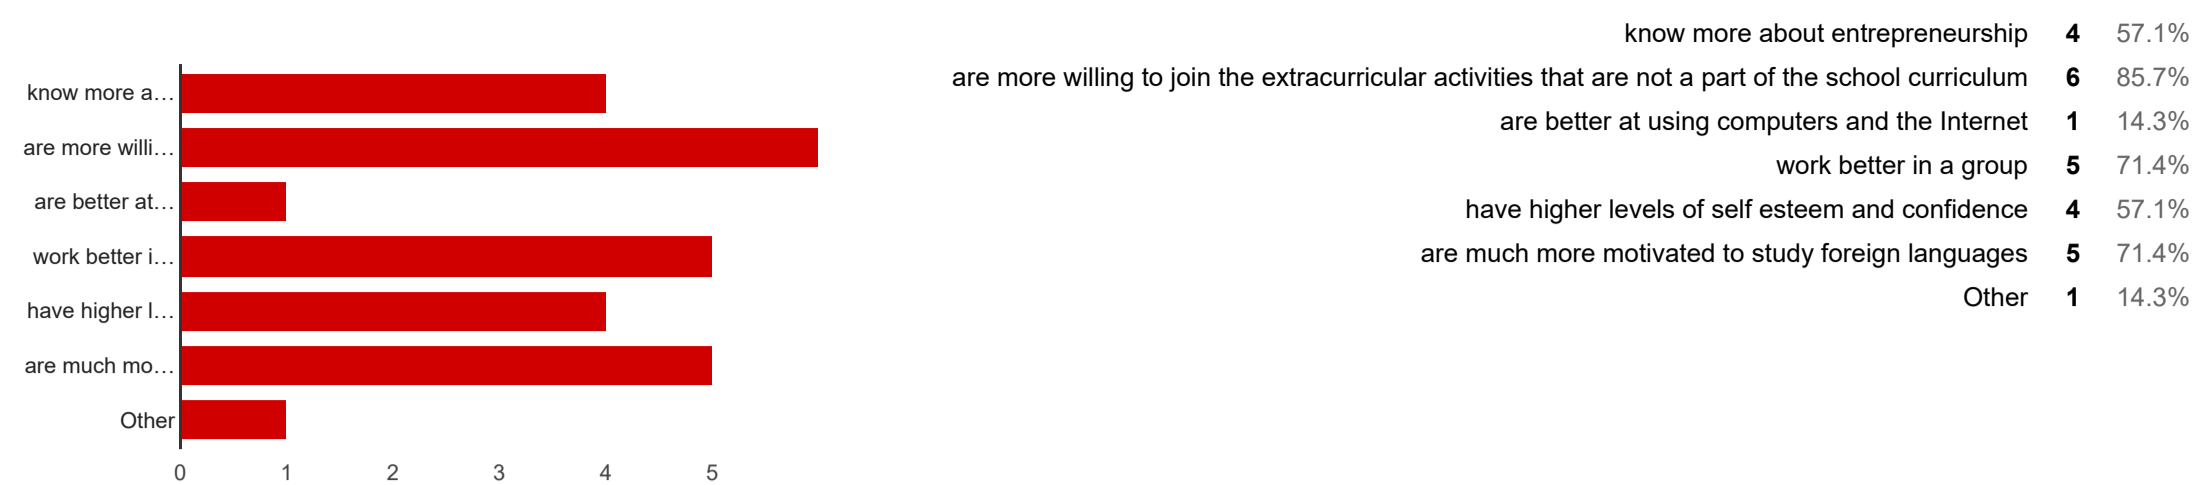 know more a…
are more willi…
are better at…
work better i…
have higher l…
are much mo…
Other
0 1 2 3 4 5
know more about entrepreneurship 4 57.1%
are more willing to join the extracurricular activities that are not a part of the school curriculum 6 85.7%
are better at using computers and the Internet 1 14.3%
work better in a group 5 71.4%
have higher levels of self esteem and confidence 4 57.1%
are much more motivated to study foreign languages 5 71.4%
Other 1 14.3%